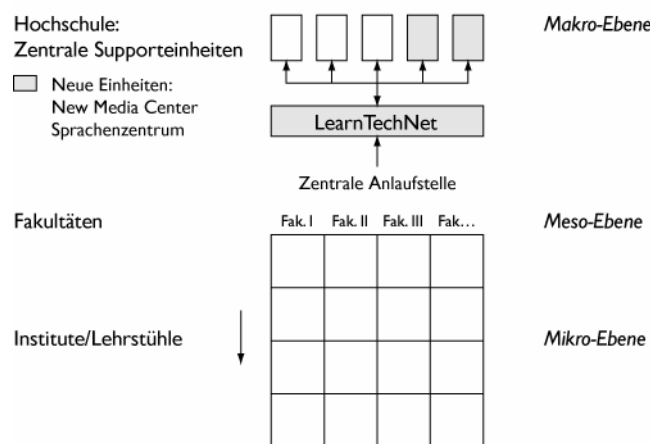 Hochschule:
Zentrale Supporteinheiten
Makro-Ebene
Neue Einheiten:
New Media Center
Sprachenzentrum
LearnTechNet
Zentrale Anlaufstelle
Fakultäten
Fak. I Fak. II Fak. III Fak...
Meso-Ebene
Institute/Lehrstühle
Mikro-Ebene